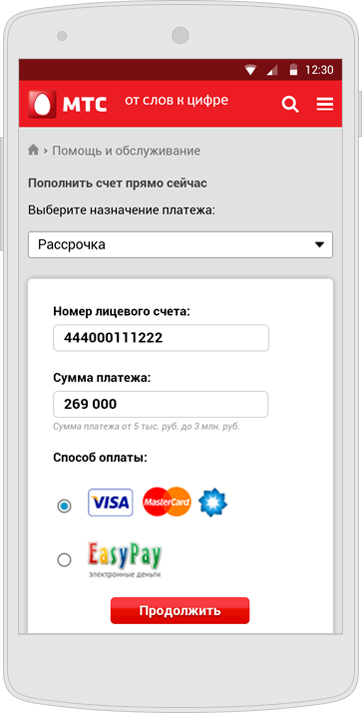 12:30
МТС от слов к цифре
› Помощь и обслуживание
Пополнить счет прямо сейчас
Выберите назначение платежа:
Рассрочка
Номер лицевого счета:
444000111222
Сумма платежа:
269 000
Сумма платежа от 5 тыс. руб. до 3 млн. руб.
Способ оплаты:
VISA MasterCard
EasyPay
электронные деньги
Продолжить